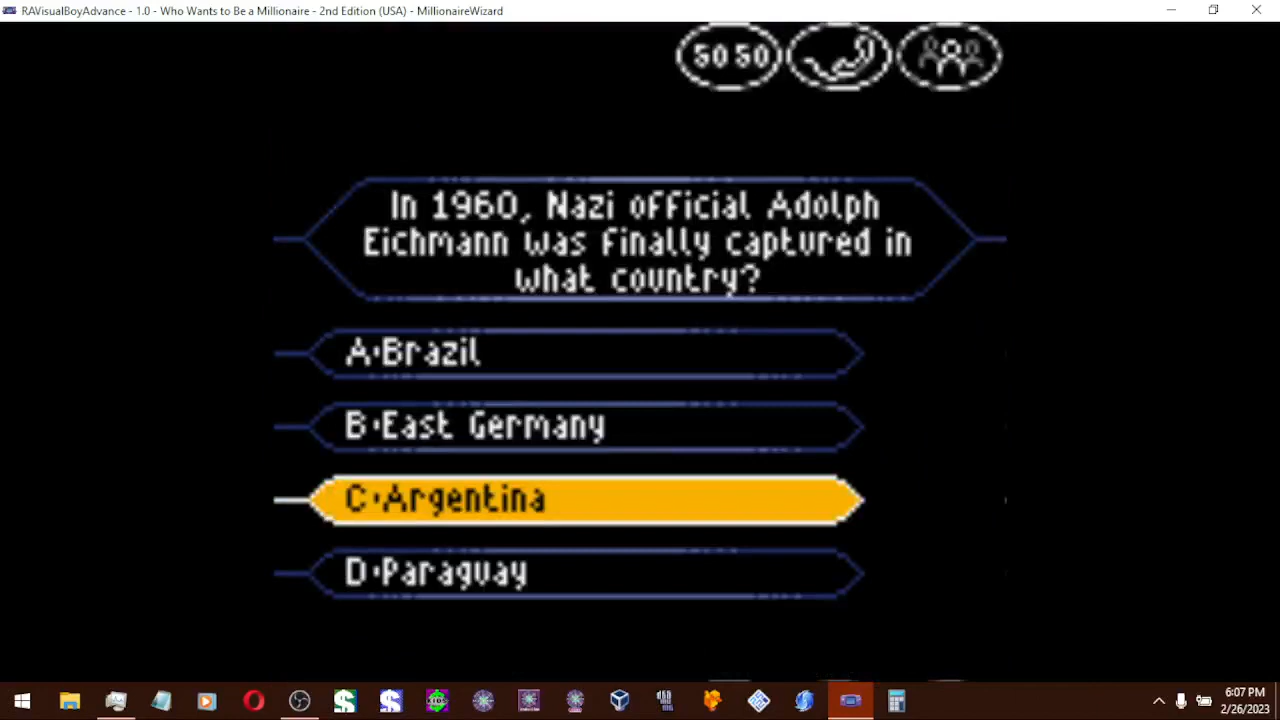 RAVisualBoyAdvance - 1.0 - Who Wants to Be a Millionaire - 2nd Edition (USA) - MillionaireWizard
50 50
In 1960, Nazi official Adolph
Eichmann was finally captured in
what country?
A•Brazil
B•East Germany
C•Argentina
D•Paraguay
6:07 PM
2/26/2023